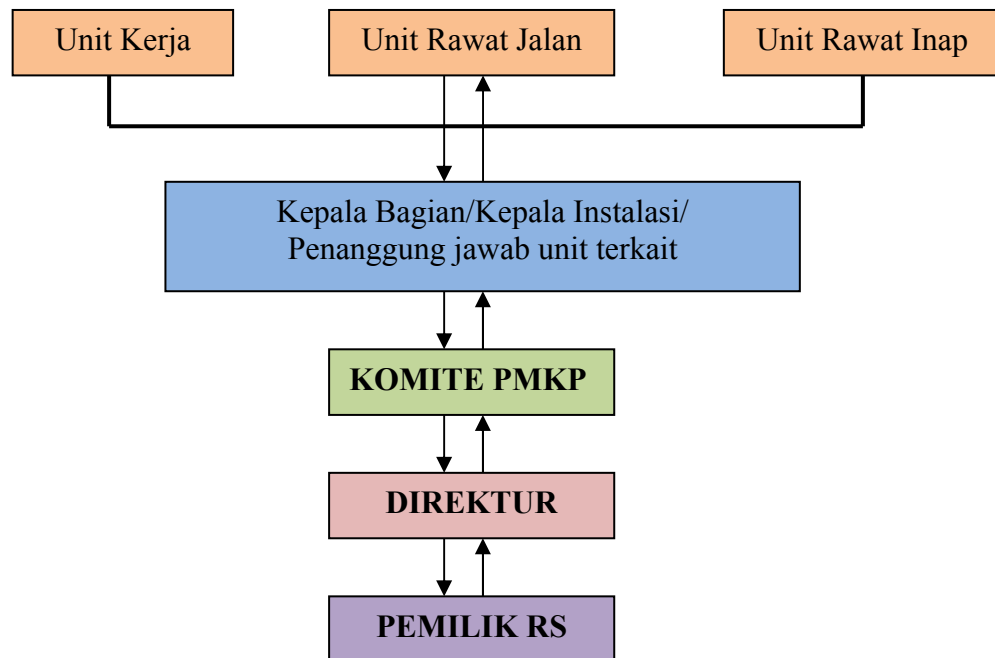 Unit Kerja
Unit Rawat Jalan
Unit Rawat Inap
Kepala Bagian/Kepala Instalasi/
Penanggung jawab unit terkait
KOMITE PMKP
DIREKTUR
PEMILIK RS